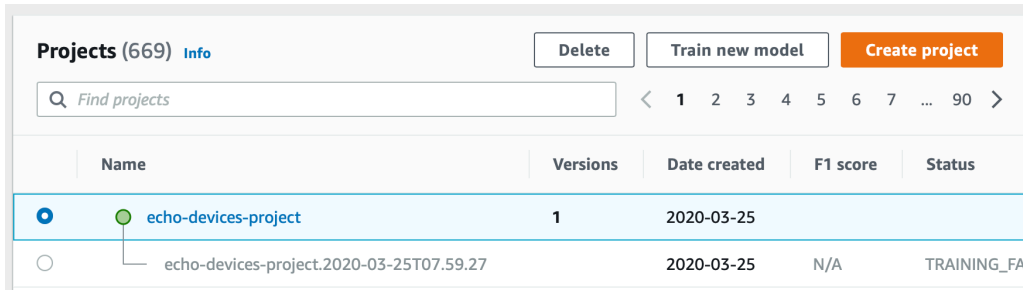 Projects (669) Info Delete Train new model Create project
Find projects 1 2 3 4 5 6 7 ... 90
Name Versions Date created F1 score Status
echo-devices-project 1 2020-03-25
echo-devices-project.2020-03-25T07.59.27 2020-03-25 N/A TRAINING_FA